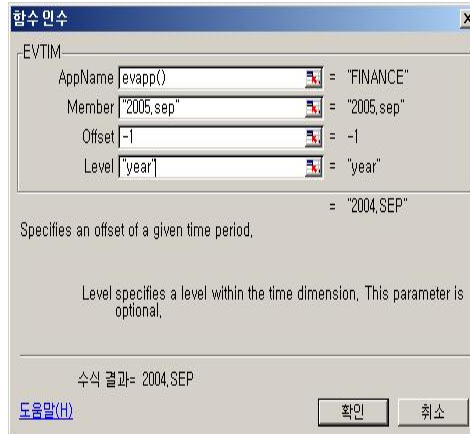 함수 인수
EVTIM
AppName evapp() = "FINANCE"
Member "2005,sep" = "2005,sep"
Offset -1 = -1
Level "year" = "year"
= "2004,SEP"
Specifies an offset of a given time period,
Level specifies a level within the time dimension, This parameter is
optional,
수식 결과= 2004,SEP
도움말(H) 확인 취소